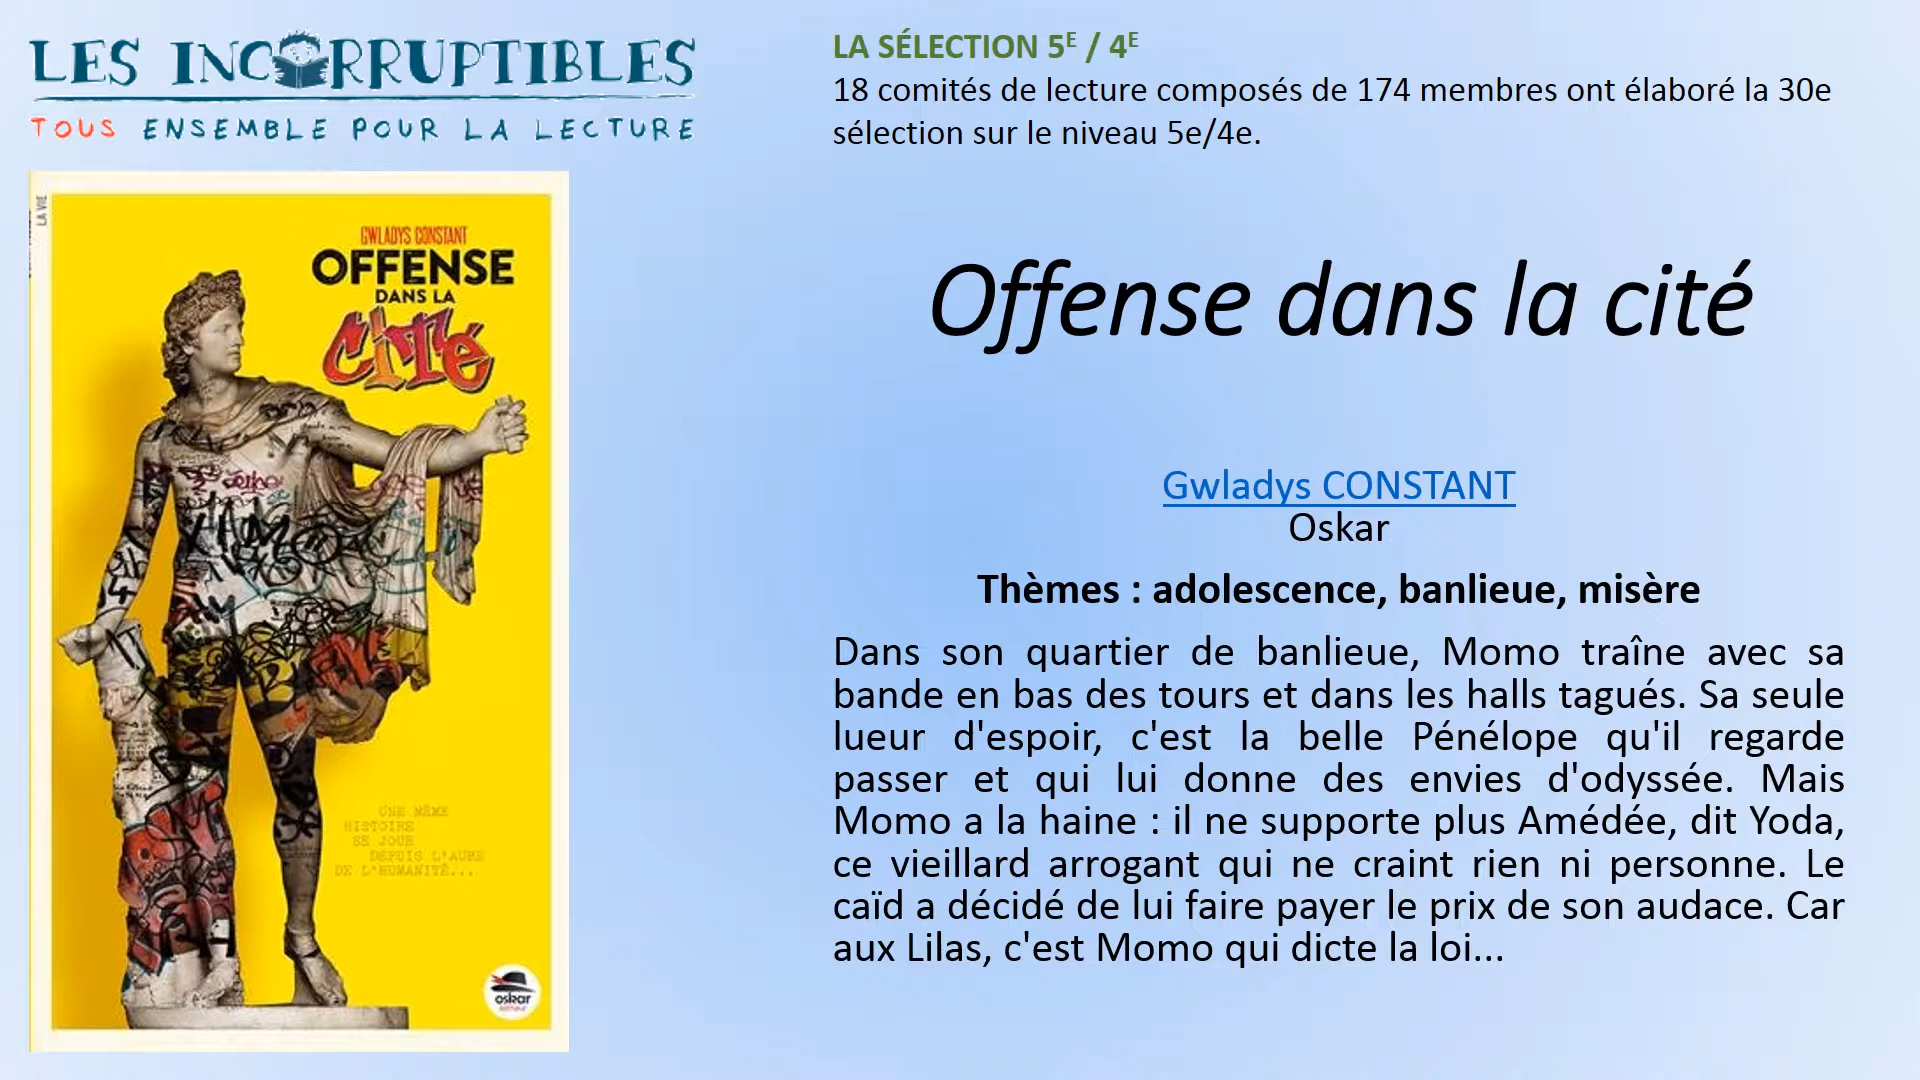 LES INCORRUPTIBLES
TOUS ENSEMBLE POUR LA LECTURE
LA SÉLECTION 5E / 4E
18 comités de lecture composés de 174 membres ont élaboré la 30e
sélection sur le niveau 5e/4e.
LA VIE
GWLADYS CONSTANT
OFFENSE
DANS LA
CiTé
UNE MÊME
HISTOIRE
SE JOUE
DEPUIS L'AUBE
DE L'HUMANITÉ...
oskar
éditeur
Offense dans la cité
Gwladys CONSTANT
Oskar
Thèmes : adolescence, banlieue, misère
Dans son quartier de banlieue, Momo traîne avec sa
bande en bas des tours et dans les halls tagués. Sa seule
lueur d'espoir, c'est la belle Pénélope qu'il regarde
passer et qui lui donne des envies d'odyssée. Mais
Momo a la haine : il ne supporte plus Amédée, dit Yoda,
ce vieillard arrogant qui ne craint rien ni personne. Le
caïd a décidé de lui faire payer le prix de son audace. Car
aux Lilas, c'est Momo qui dicte la loi...